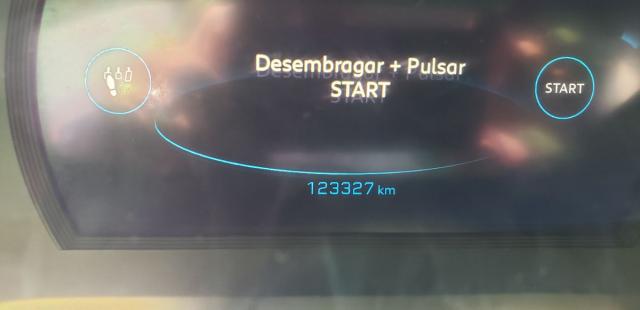 Desembragar + Pulsar
START
START
123327 km